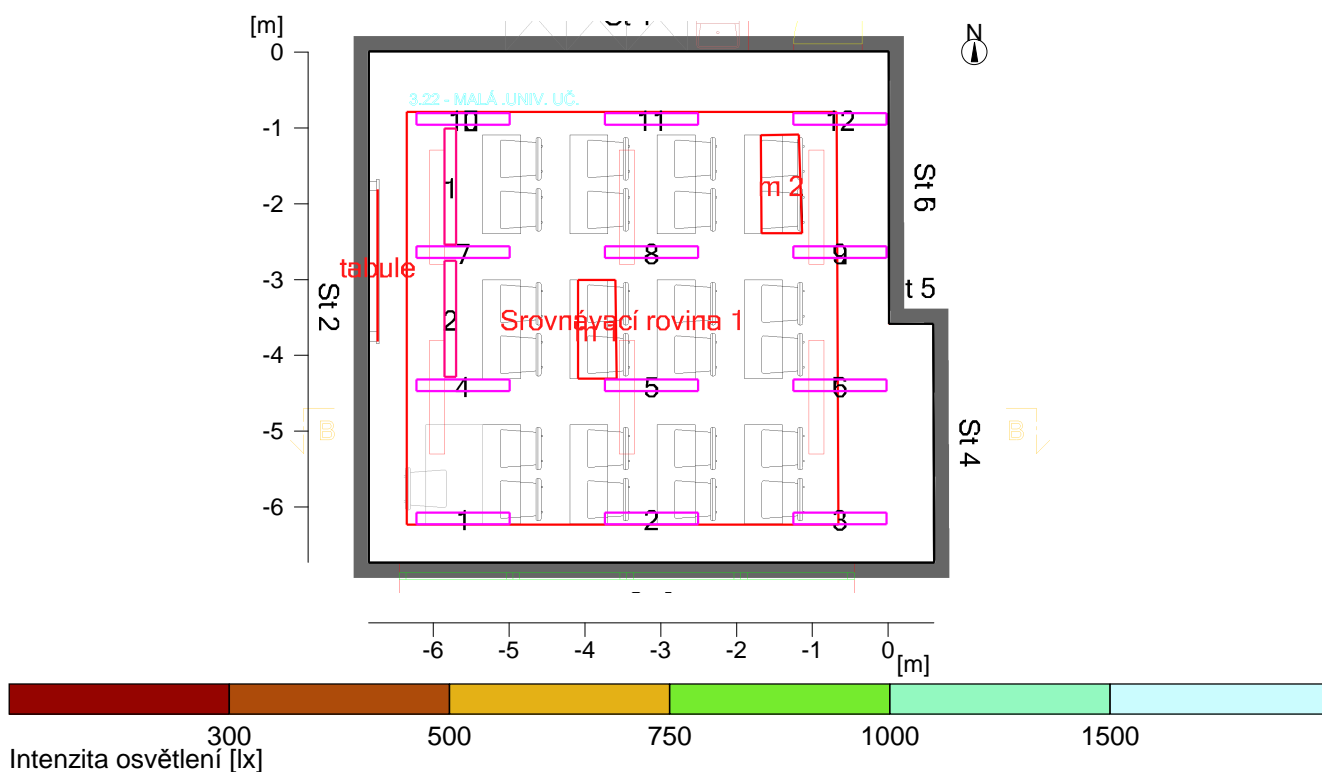 [m]
N
0
3.22 - MALÁ .UNIV. UČ.
10 11 12
-1
1 m 2 St 6
-2
7 8 9
tabule
-3
t 5
St 2
2 Srovnávací rovina 1
m
-4
4 5 6
-5
B B
St 4
-6
1 2 3
-6 -5 -4 -3 -2 -1 0
[m]
300 500 750 1000 1500
Intenzita osvětlení [lx]